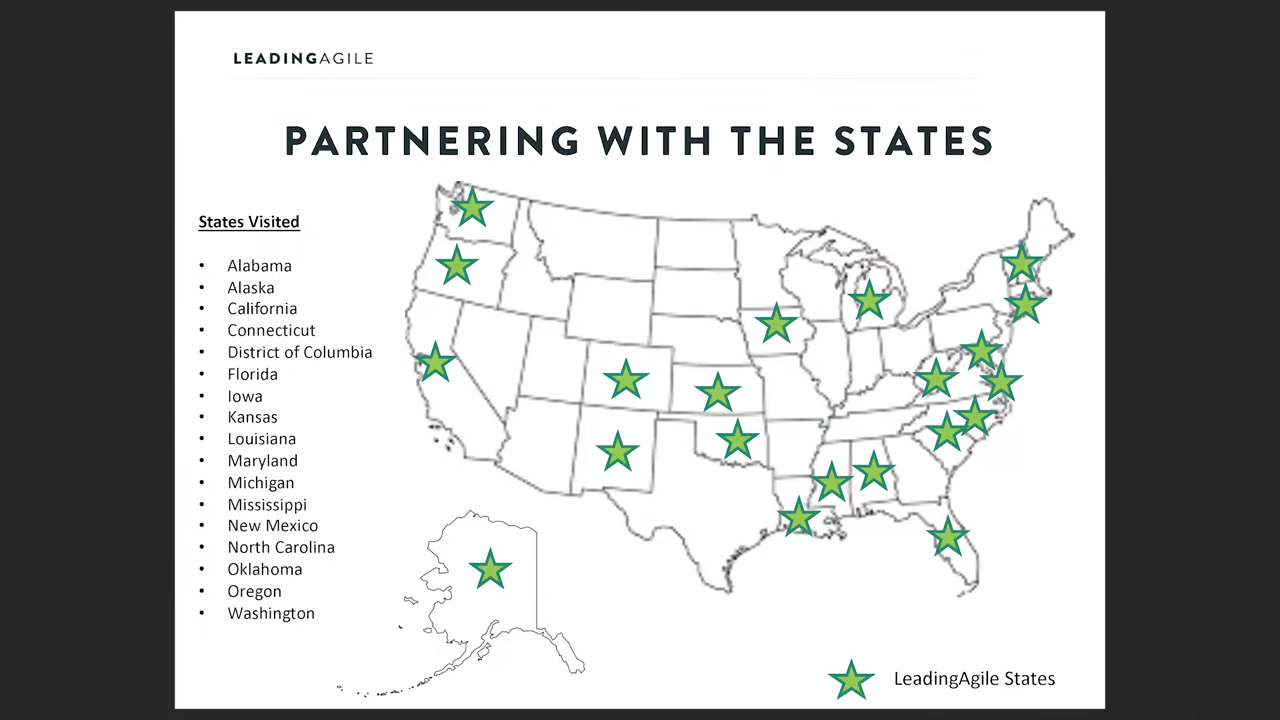 LEADINGAGILE
PARTNERING WITH THE STATES
States Visited
• Alabama
• Alaska
• California
• Connecticut
• District of Columbia
• Florida
• Iowa
• Kansas
• Louisiana
• Maryland
• Michigan
• Mississippi
• New Mexico
• North Carolina
• Oklahoma
• Oregon
• Washington
LeadingAgile States